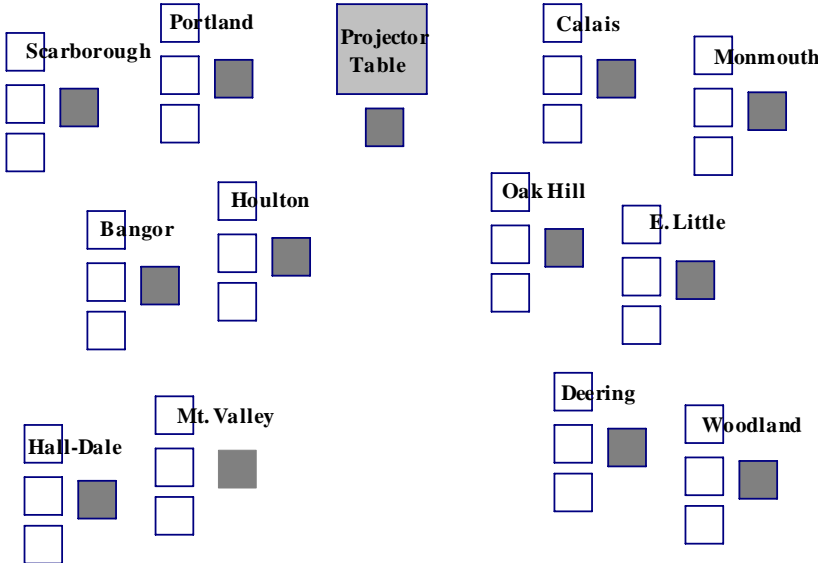 Portland
Calais
Scarborough
Projector
Table
Monmouth
Houlton
Oak Hill
Bangor
E. Little
Mt. Valley
Deering
Hall-Dale
Woodland